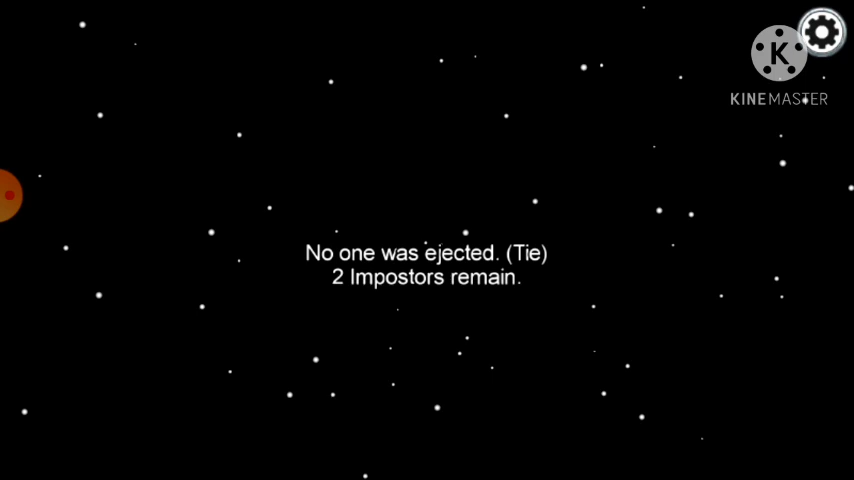 K
KINEMASTER
No one was ejected. (Tie)
2 Impostors remain.